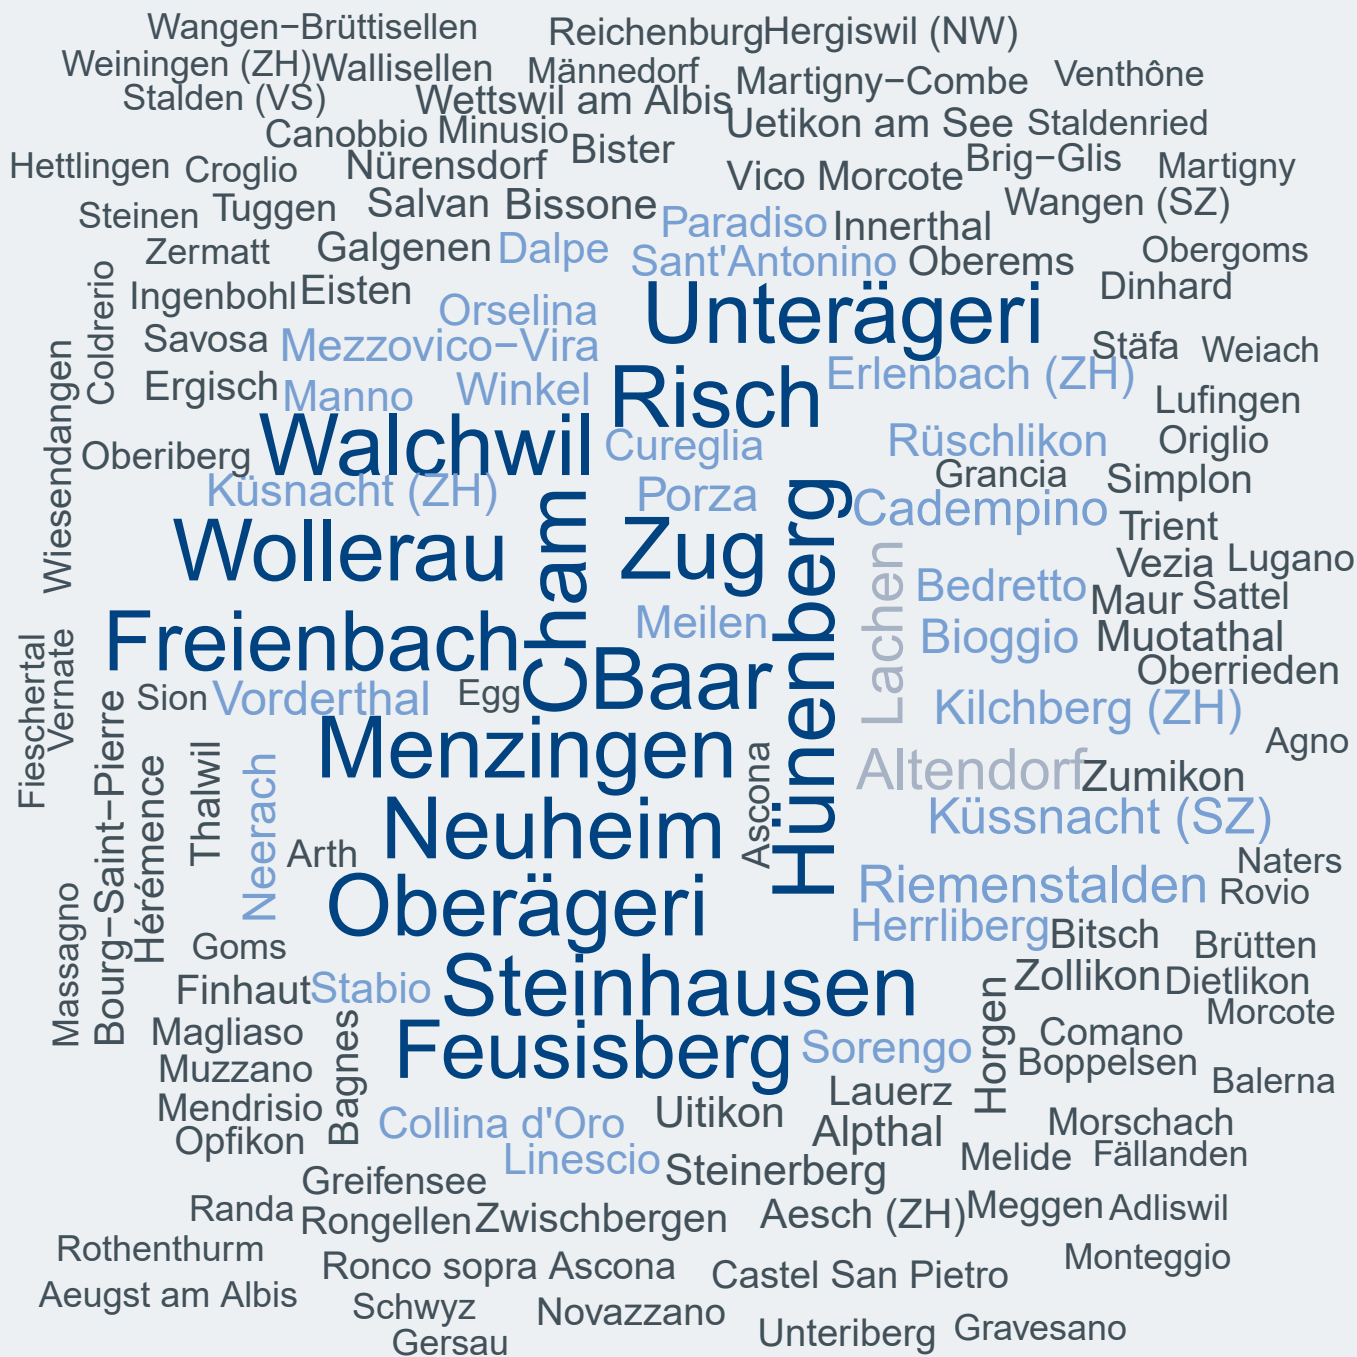 Wangen−Brüttisellen
Reichenburg
Hergiswil (NW)
Weiningen (ZH)
Wallisellen
Männedorf
Martigny−Combe
Venthône
Stalden (VS)
Wettswil am Albis
Canobbio
Minusio
Bister
Uetikon am See
Staldenried
Hettlingen
Croglio
Nürensdorf
Vico Morcote
Brig−Glis
Martigny
Steinen
Tuggen
Salvan
Bissone
Paradiso
Innerthal
Wangen (SZ)
Zermatt
Galgenen
Dalpe
Sant'Antonino
Oberems
Obergoms
Coldrerio
Ingenbohl
Eisten
Orselina
Unterägeri
Dinhard
Savosa
Mezzovico−Vira
Stäfa
Weiach
Wiesendangen
Ergisch
Manno
Winkel
Risch
Erlenbach (ZH)
Lufingen
Oberiberg
Walchwil
Cureglia
Rüschlikon
Origlio
Küsnacht (ZH)
Porza
Grancia
Simplon
Wollerau
Cham
Zug
Hünenberg
Cadempino
Trient
Lachen
Vezia
Lugano
Bedretto
Maur
Sattel
Freienbach
Meilen
Bioggio
Muotathal
Fieschertal
Vernate
Baar
Oberrieden
Sion
Vorderthal
Egg
Kilchberg (ZH)
Bourg−Saint−Pierre
Hérémence
Thalwil
Neerach
Menzingen
Ascona
Altendorf
Zumikon
Agno
Arth
Neuheim
Küssnacht (SZ)
Naters
Massagno
Oberägeri
Riemenstalden
Rovio
Goms
Herrliberg
Bitsch
Brütten
Finhaut
Stabio
Steinhausen
Zollikon
Dietlikon
Morcote
Magliaso
Bagnes
Feusisberg
Sorengo
Horgen
Comano
Muzzano
Boppelsen
Balerna
Mendrisio
Collina d'Oro
Uitikon
Lauerz
Morschach
Opfikon
Linescio
Alpthal
Melide
Fällanden
Greifensee
Steinerberg
Randa
Rongellen
Zwischbergen
Aesch (ZH)
Meggen
Adliswil
Rothenthurm
Ronco sopra Ascona
Castel San Pietro
Monteggio
Aeugst am Albis
Schwyz
Novazzano
Unteriberg
Gravesano
Gersau